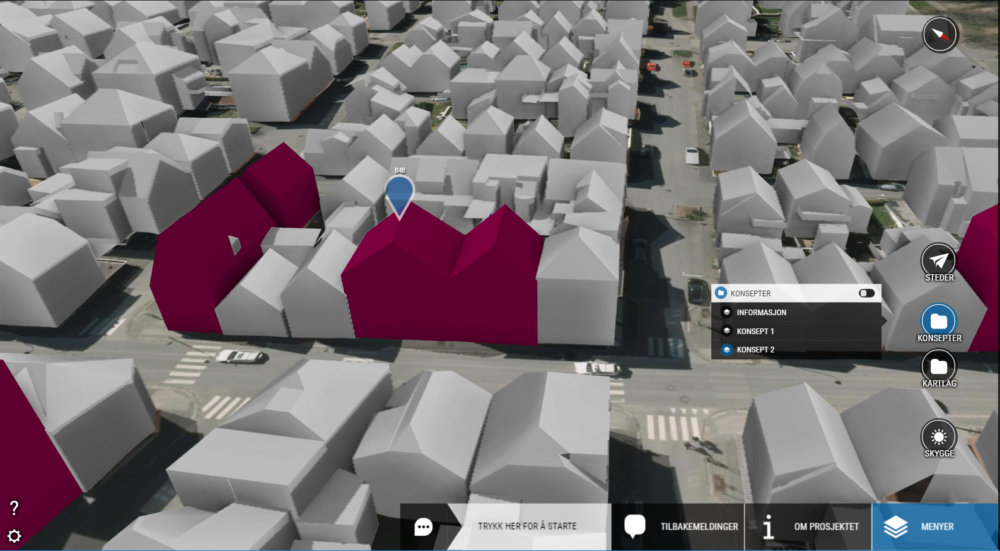 B4B
STEDER
KONSEPTER
INFORMASJON
KONSEPT 1
KONSEPT 2
KONSEPTER
KARTLAG
SKYGGE
?
TRYKK HER FOR Å STARTE
TILBAKEMELDINGER
OM PROSJEKTET
MENYER